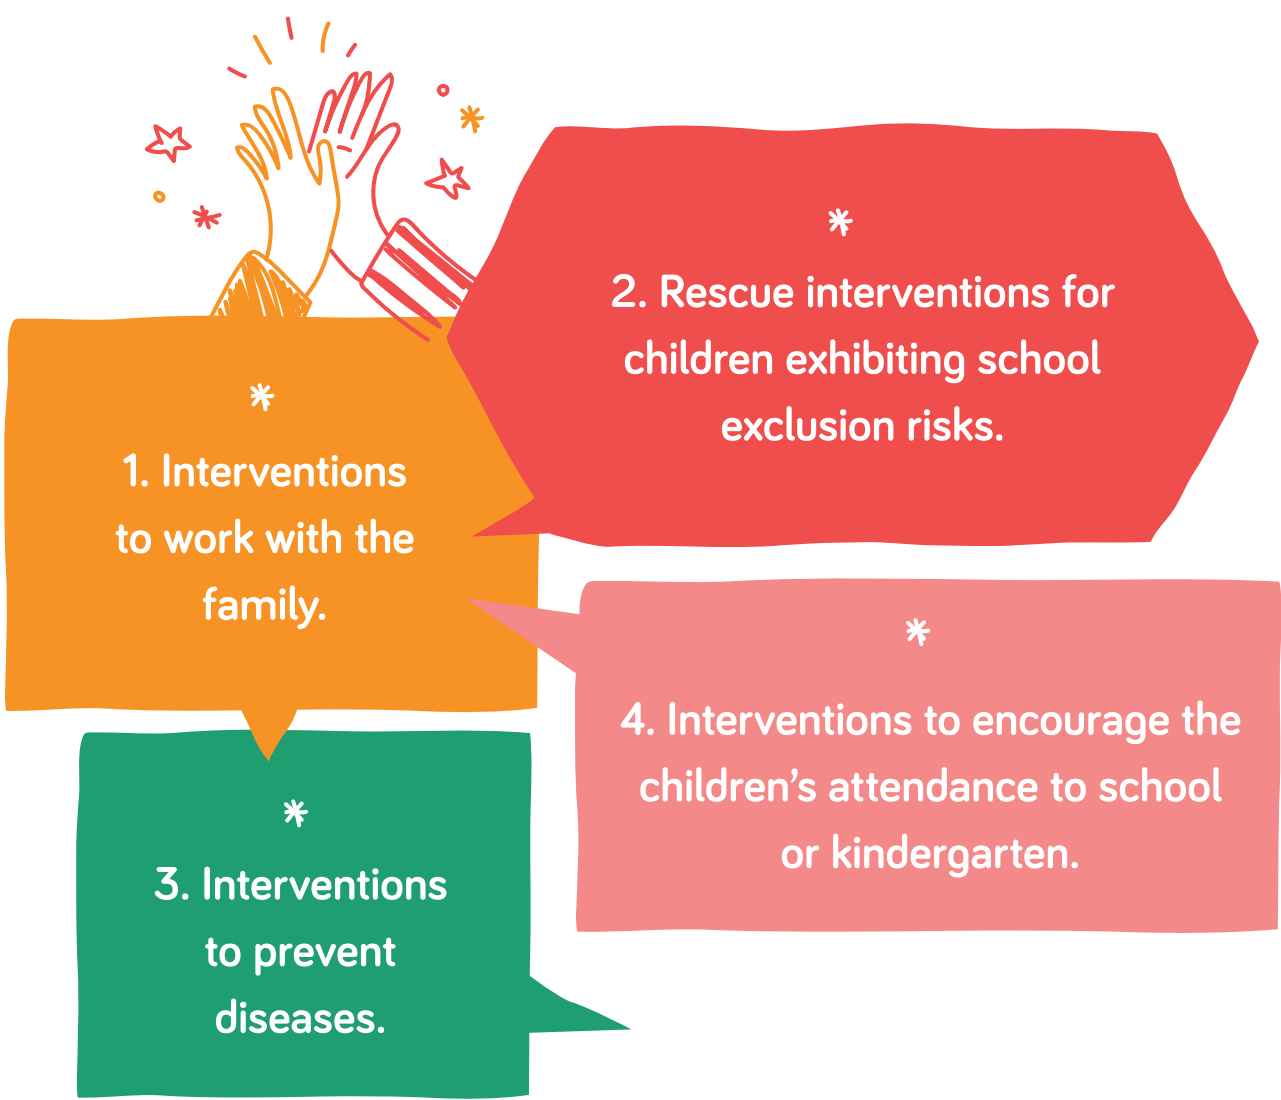 1. Interventions
to work with the
family.
2. Rescue interventions for
children exhibiting school
exclusion risks.
3. Interventions
to prevent
diseases.
4. Interventions to encourage the
children’s attendance to school
or kindergarten.